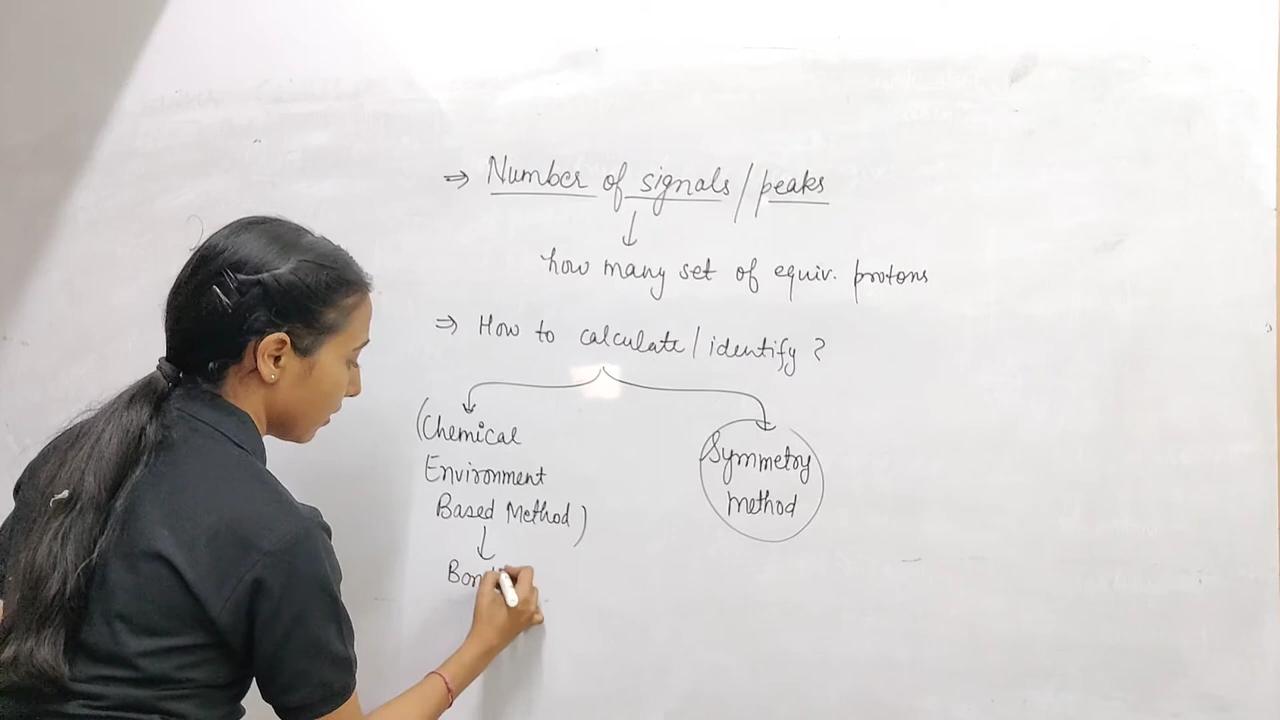 ⇒ Number of signals/peaks
↓
how many set of equiv. protons
⇒ How to calculate/identify?
(Chemical
Environment
Based Method)
↓
Symmetry
Method